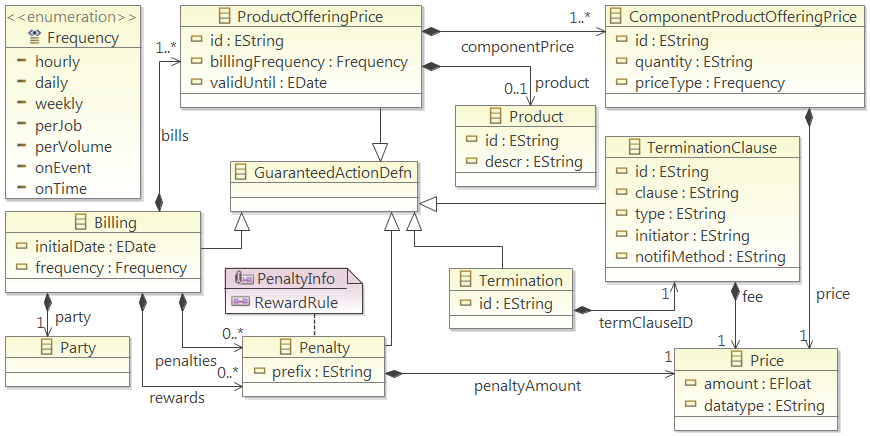 <<enumeration>>
Frequency
hourly
daily
weekly
perJob
perVolume
onEvent
onTime
ProductOfferingPrice
id : EString
billingFrequency : Frequency
validUntil : EDate
1..*
componentPrice
ComponentProductOfferingPrice
id : EString
quantity : EString
priceType : Frequency
1..*
bills
0..1
product
Product
id : EString
descr : EString
GuaranteedActionDefn
TerminationClause
id : EString
clause : EString
type : EString
initiator : EString
notifiMethod : EString
Billing
initialDate : EDate
frequency : Frequency
PenaltyInfo
RewardRule
Termination
id : EString
1
termClauseID
fee
price
1
party
Party
penalties
0..*
0..*
rewards
Penalty
prefix : EString
penaltyAmount
1
1
1
Price
amount : EFloat
datatype : EString